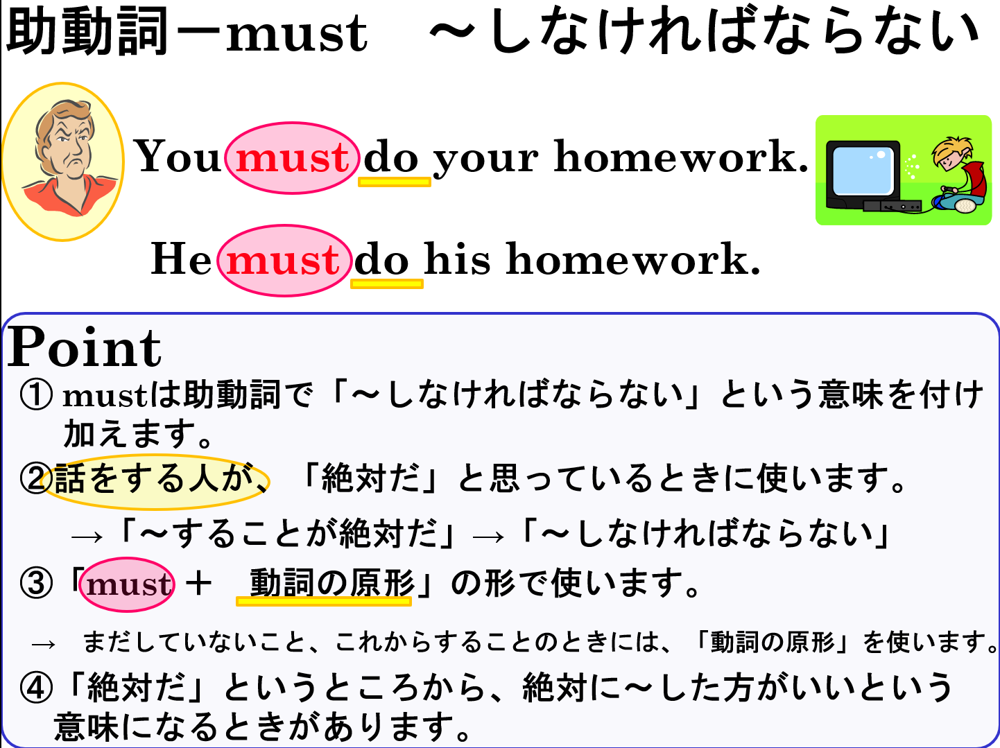 助動詞－must　～しなければならない
You must do your homework.
He must do his homework.
Point
① mustは助動詞で「～しなければならない」という意味を付け
加えます。
②話をする人が、「絶対だ」と思っているときに使います。
→「～することが絶対だ」→「～しなければならない」
③「must＋　動詞の原形」の形で使います。
→　まだしていないこと、これからすることのときには、「動詞の原形」を使います。
④「絶対だ」というところから、絶対に～した方がいいという
意味になるときがあります。